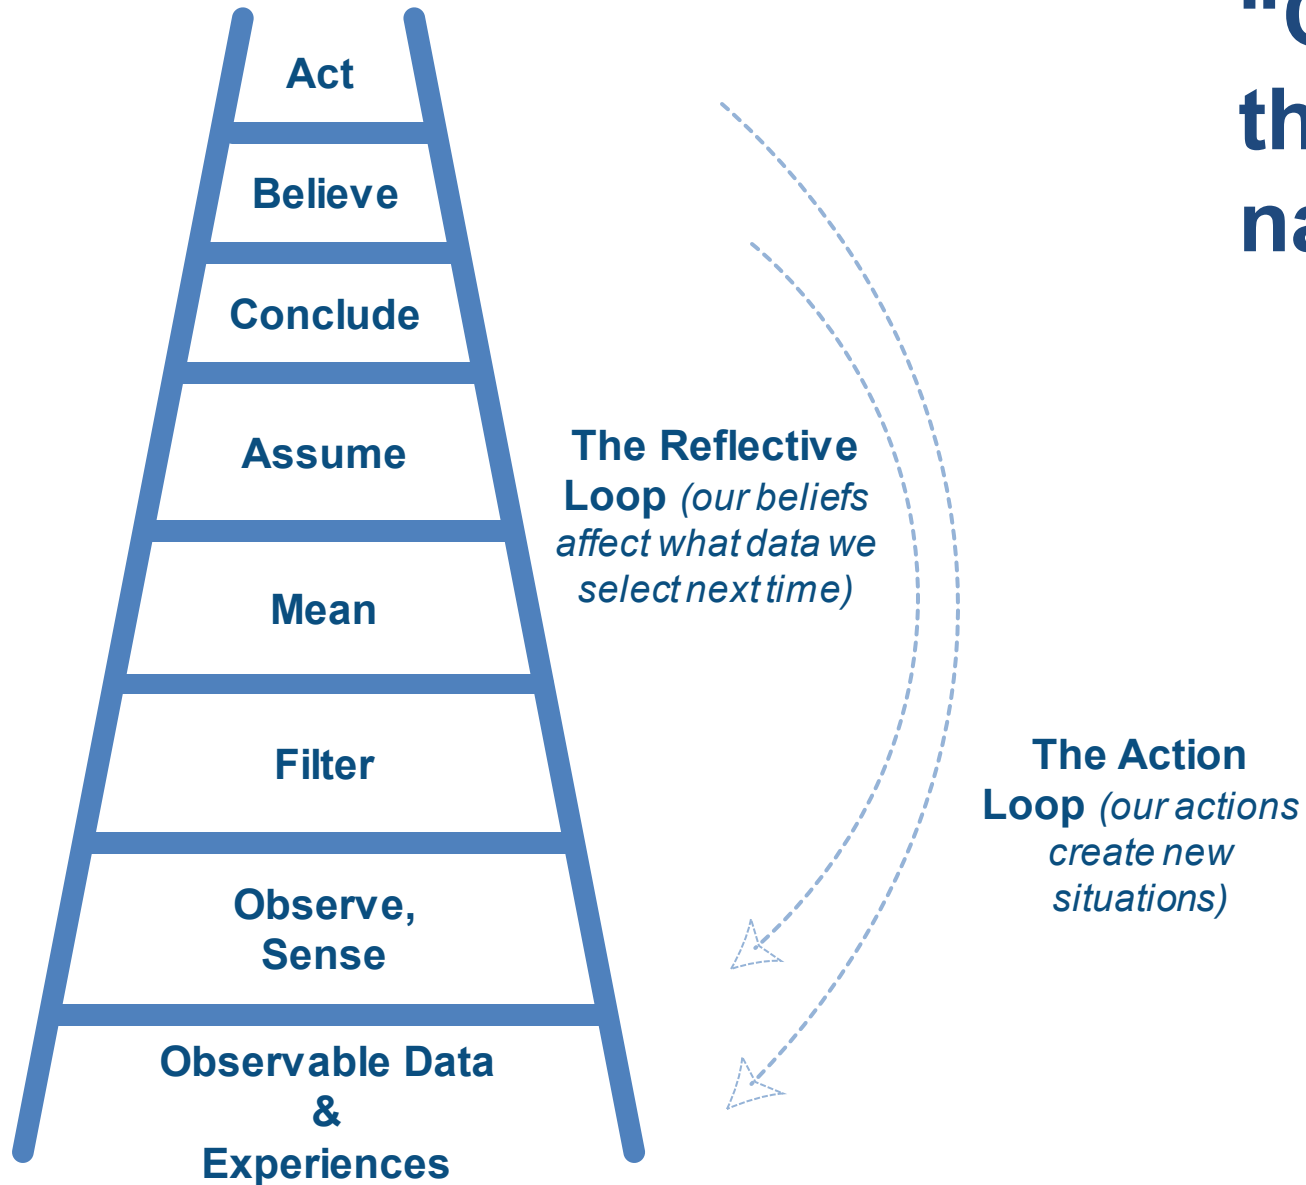 Act
Believe
Conclude
Assume
Mean
Filter
Observe,
Sense
Observable Data
&
Experiences
The Reflective
Loop (our beliefs
affect what data we
select next time)
The Action
Loop (our actions
create new
situations)